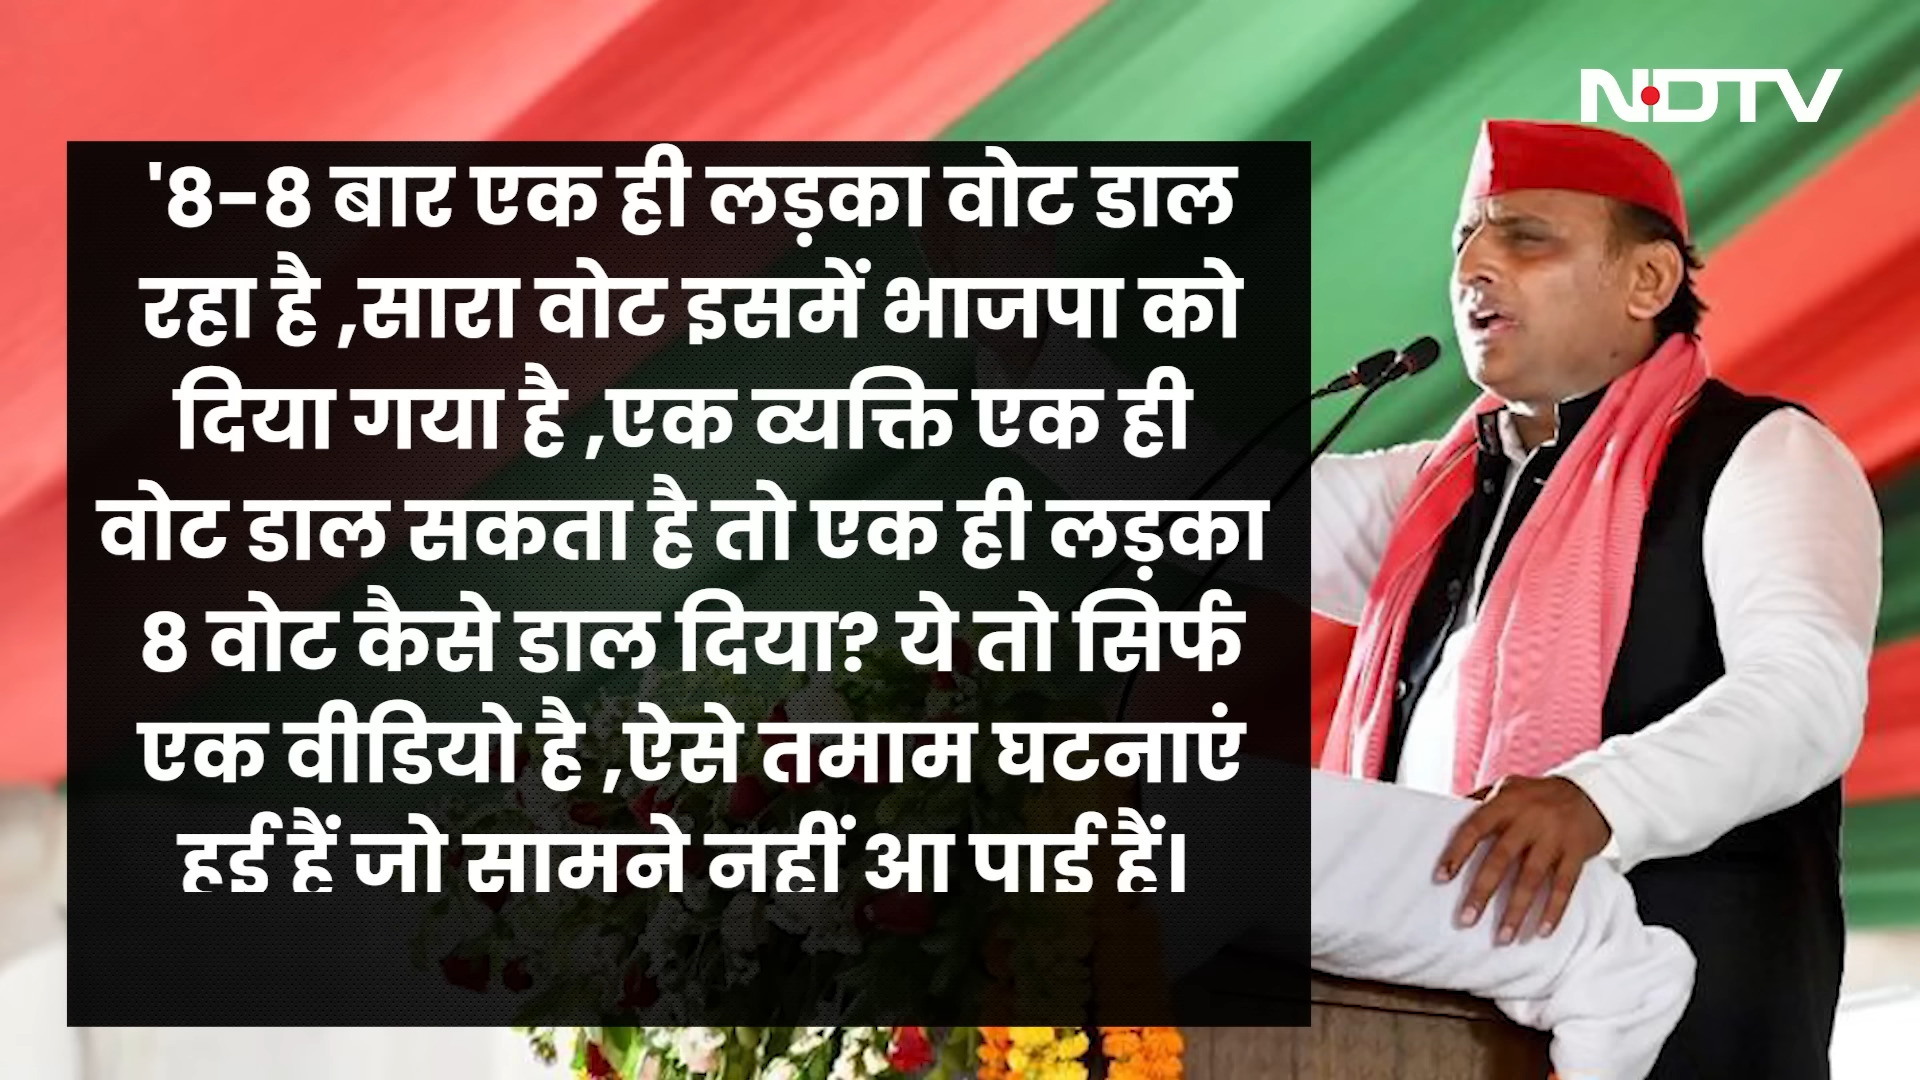 NDTV
'8-8 बार एक ही लड़का वोट डाल
रहा है ,सारा वोट इसमें भाजपा को
दिया गया है ,एक व्यक्ति एक ही
वोट डाल सकता है तो एक ही लड़का
8 वोट कैसे डाल दिया? ये तो सिर्फ
एक वीडियो है ,ऐसे तमाम घटनाएं
हुई हैं जो सामने नहीं आ पाई हैं।